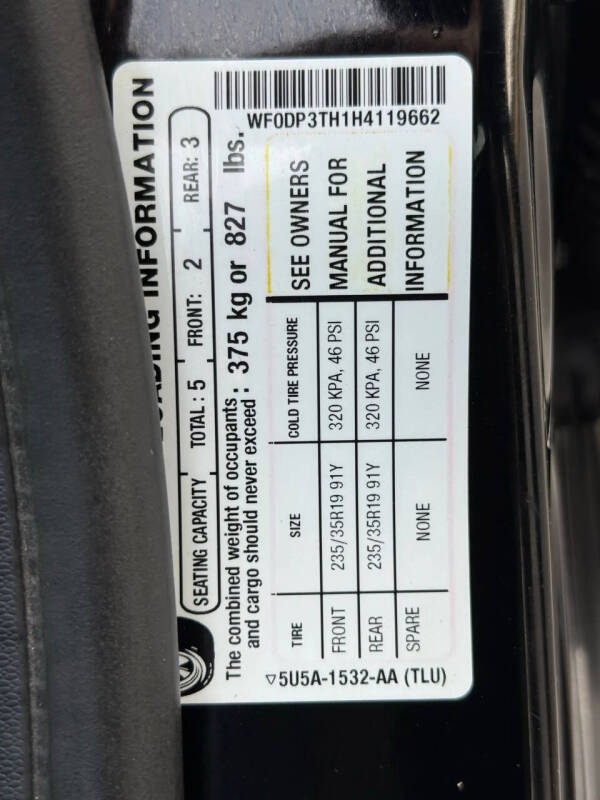 LOADING INFORMATION
SEATING CAPACITY TOTAL : 5 FRONT: 2 REAR: 3
The combined weight of occupants
and cargo should never exceed : 375 kg or 827 lbs.
TIRE SIZE COLD TIRE PRESSURE
FRONT 235/35R19 91Y 320 KPA, 46 PSI
REAR 235/35R19 91Y 320 KPA, 46 PSI
SPARE NONE NONE
SEE OWNERS
MANUAL FOR
ADDITIONAL
INFORMATION
▽5U5A-1532-AA (TLU)
WF0DP3TH1H4119662